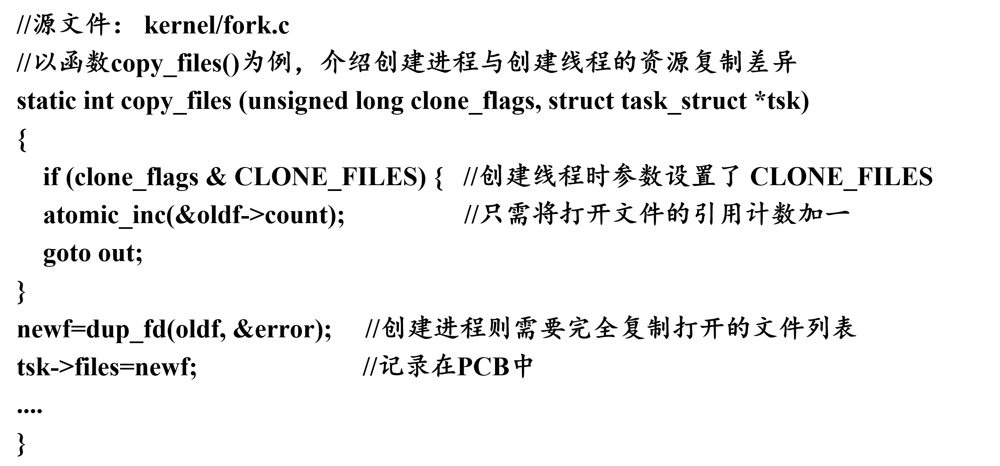 //源文件： kernel/fork.c
//以函数copy_files()为例，介绍创建进程与创建线程的资源复制差异
static int copy_files (unsigned long clone_flags, struct task_struct *tsk)
{
if (clone_flags & CLONE_FILES) { //创建线程时参数设置了 CLONE_FILES
atomic_inc(&oldf->count); //只需将打开文件的引用计数加一
goto out;
}
newf=dup_fd(oldf, &error); //创建进程则需要完全复制打开的文件列表
tsk->files=newf; //记录在PCB中
....
}